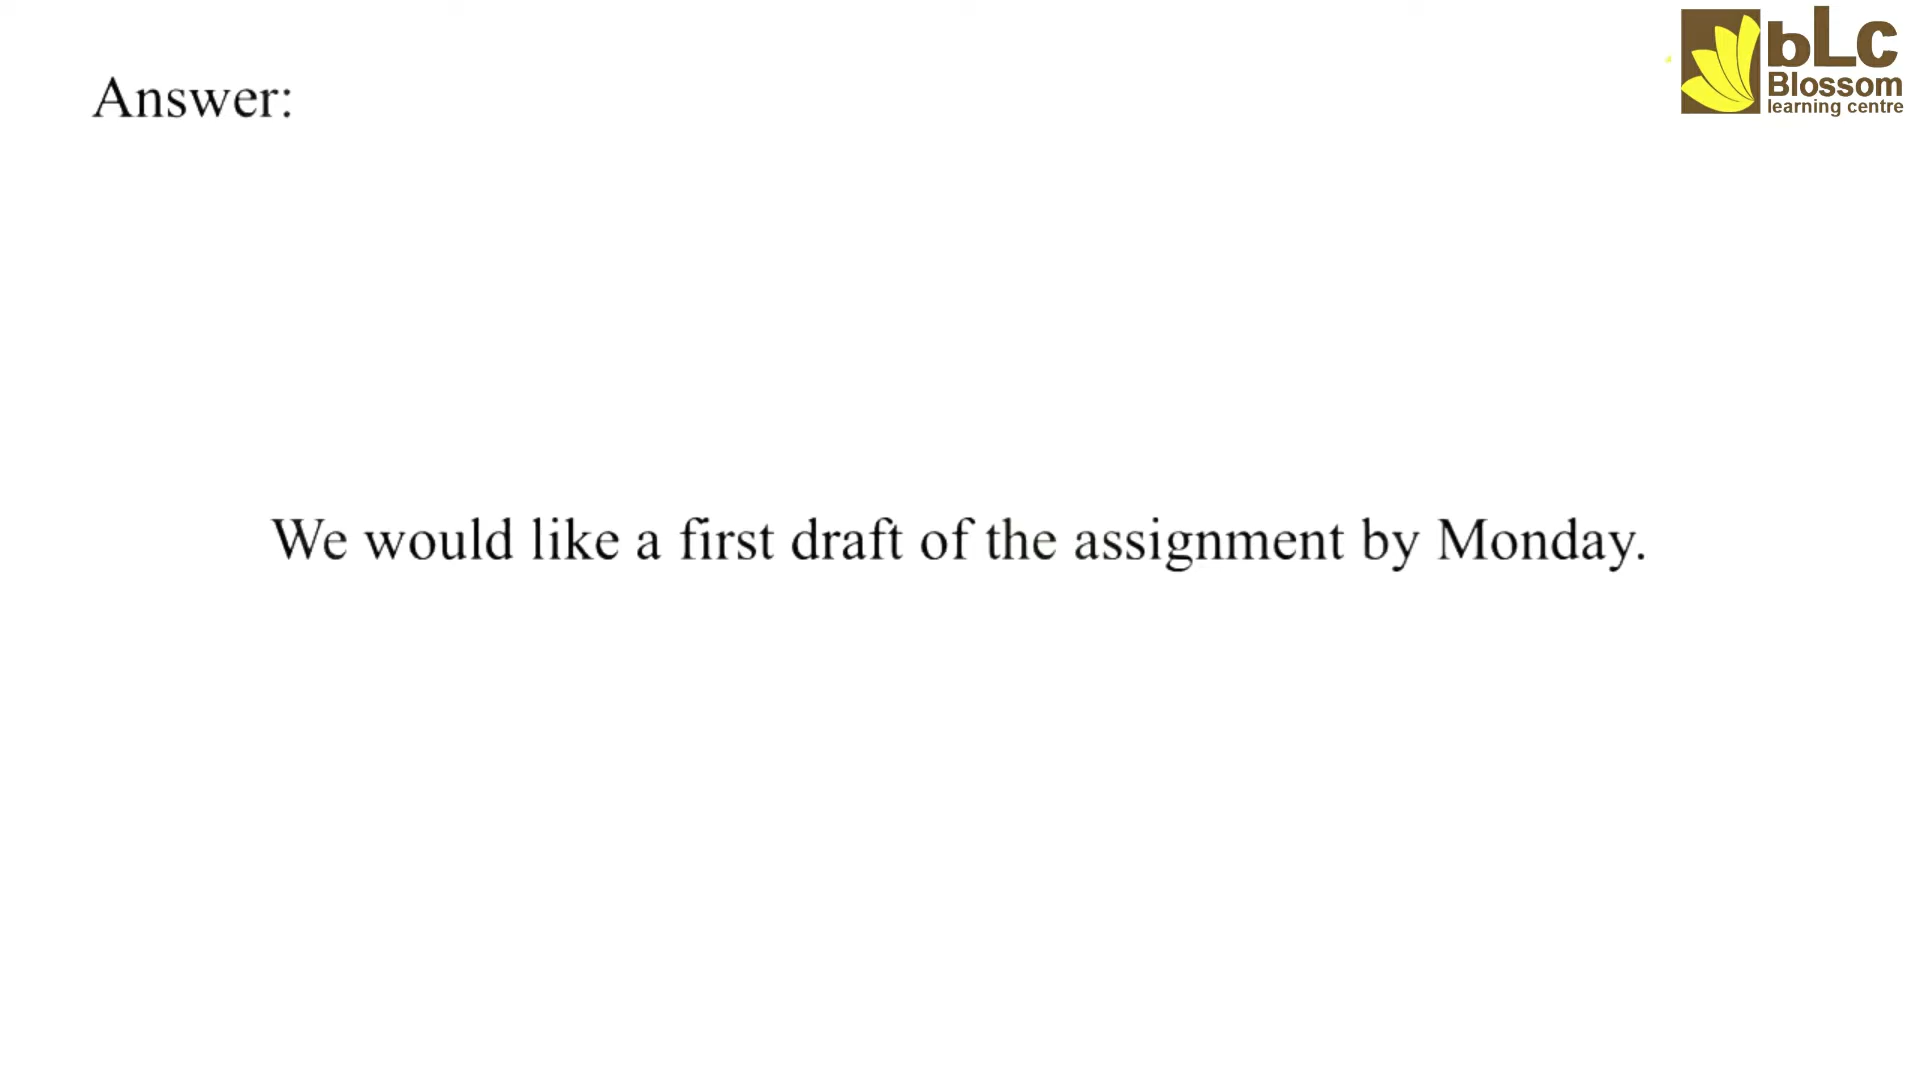 bLc
Blossom
learning centre
Answer:
We would like a first draft of the assignment by Monday.